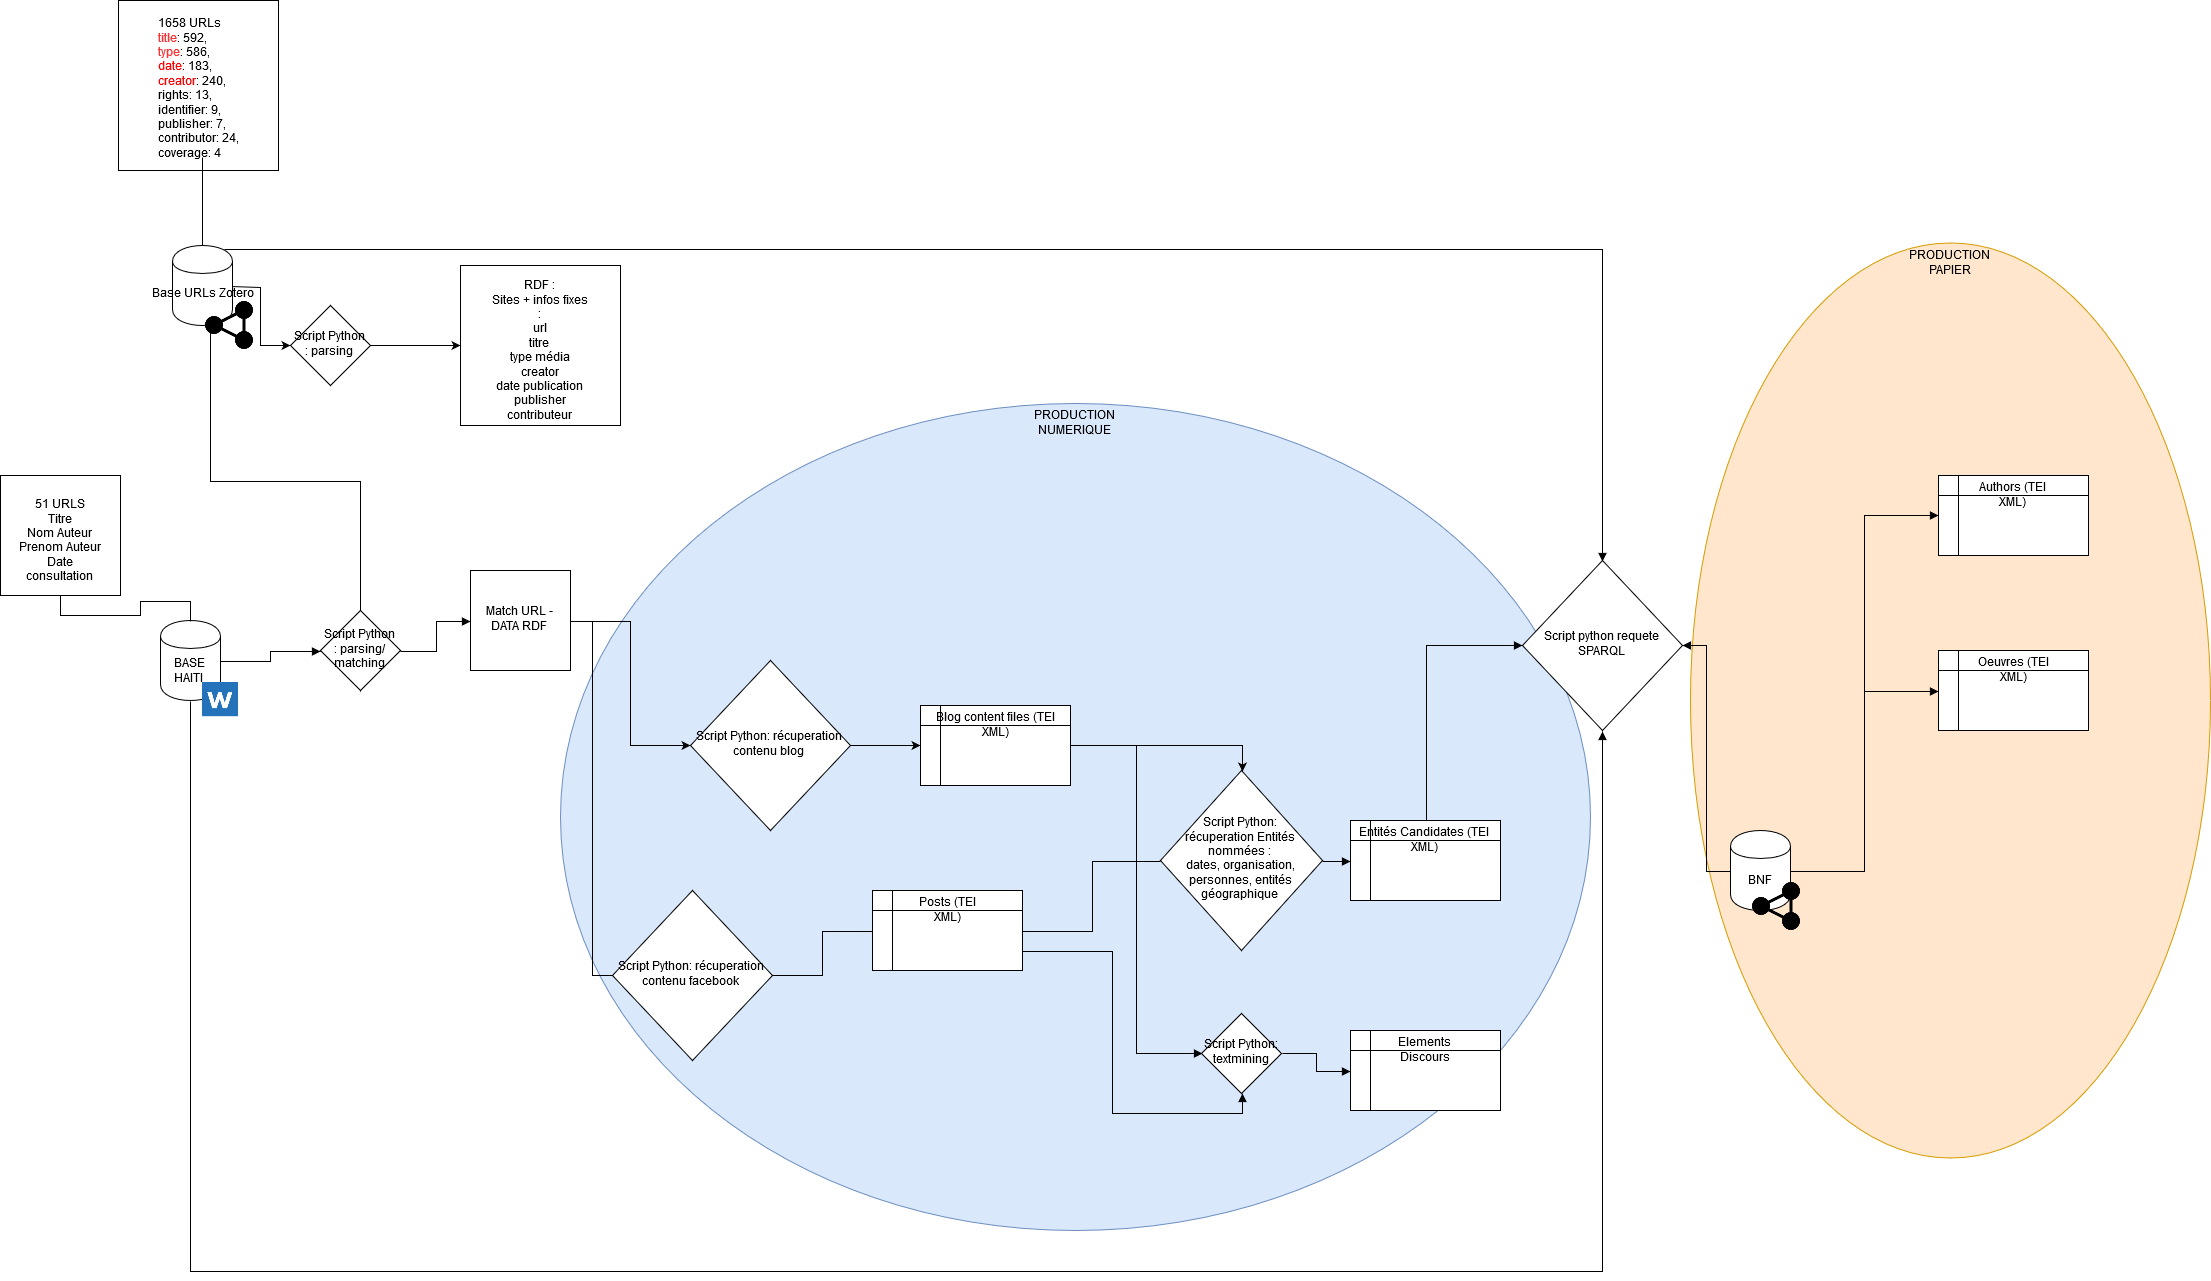 1658 URLs
title: 592,
type: 586,
date: 183,
creator: 240,
rights: 13,
identifier: 9,
publisher: 7,
contributor: 24,
coverage: 4
Base URLs Zotero
Script Python
: parsing
RDF :
Sites + infos fixes
:
url
titre
type média
creator
date publication
publisher
contributeur
51 URLS
Titre
Nom Auteur
Prenom Auteur
Date
consultation
BASE
HAITI
W
Script Python
: parsing/
matching
Match URL -
DATA RDF
PRODUCTION
NUMERIQUE
Script Python: récuperation
contenu blog
Blog content files (TEI
XML)
Script Python: récuperation
contenu facebook
Posts (TEI
XML)
Script Python:
récuperation Entités
nommées :
dates, organisation,
personnes, entités
géographique
Entités Candidates (TEI
XML)
Script Python:
textmining
Elements
Discours
Script python requete
SPARQL
PRODUCTION
PAPIER
Authors (TEI
XML)
Oeuvres (TEI
XML)
BNF